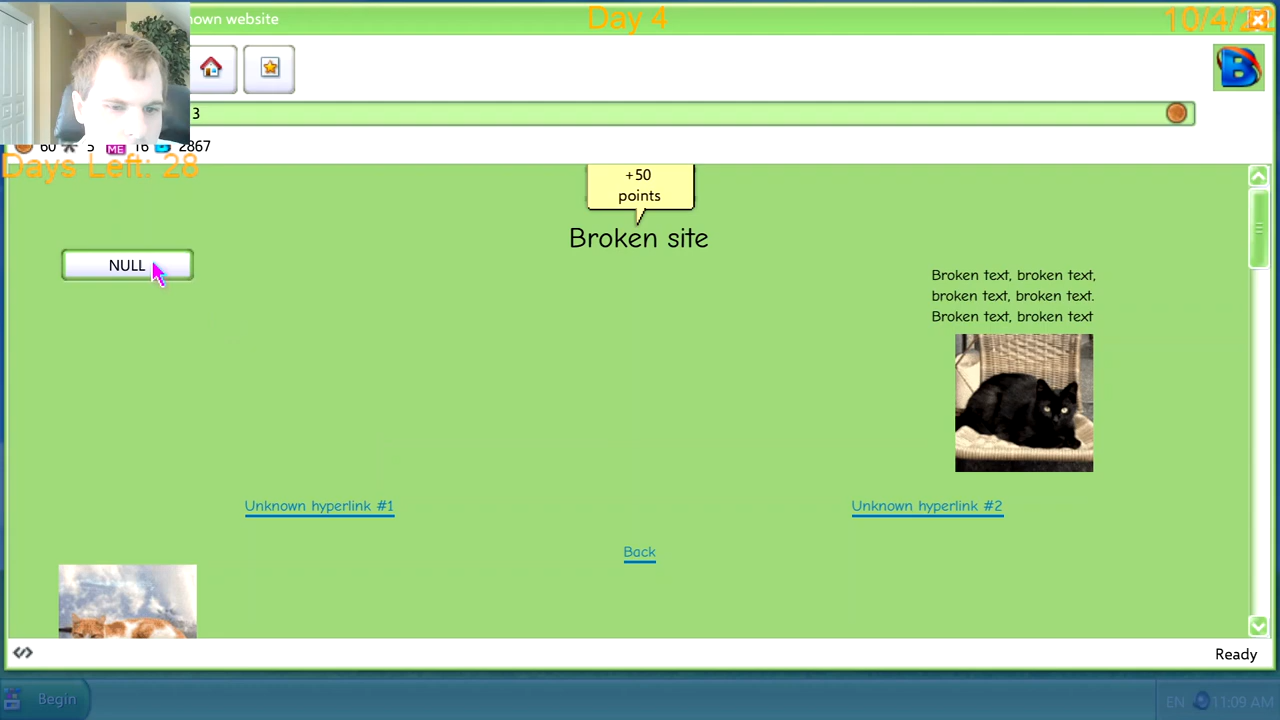 nown website
Day 4
3
60 5 ME 16 2867
Days Left: 28
+50
points
Broken site
NULL
Broken text, broken text,
broken text, broken text.
Broken text, broken text
Unknown hyperlink #1
Unknown hyperlink #2
Back
Ready
Begin
EN 11:09 AM